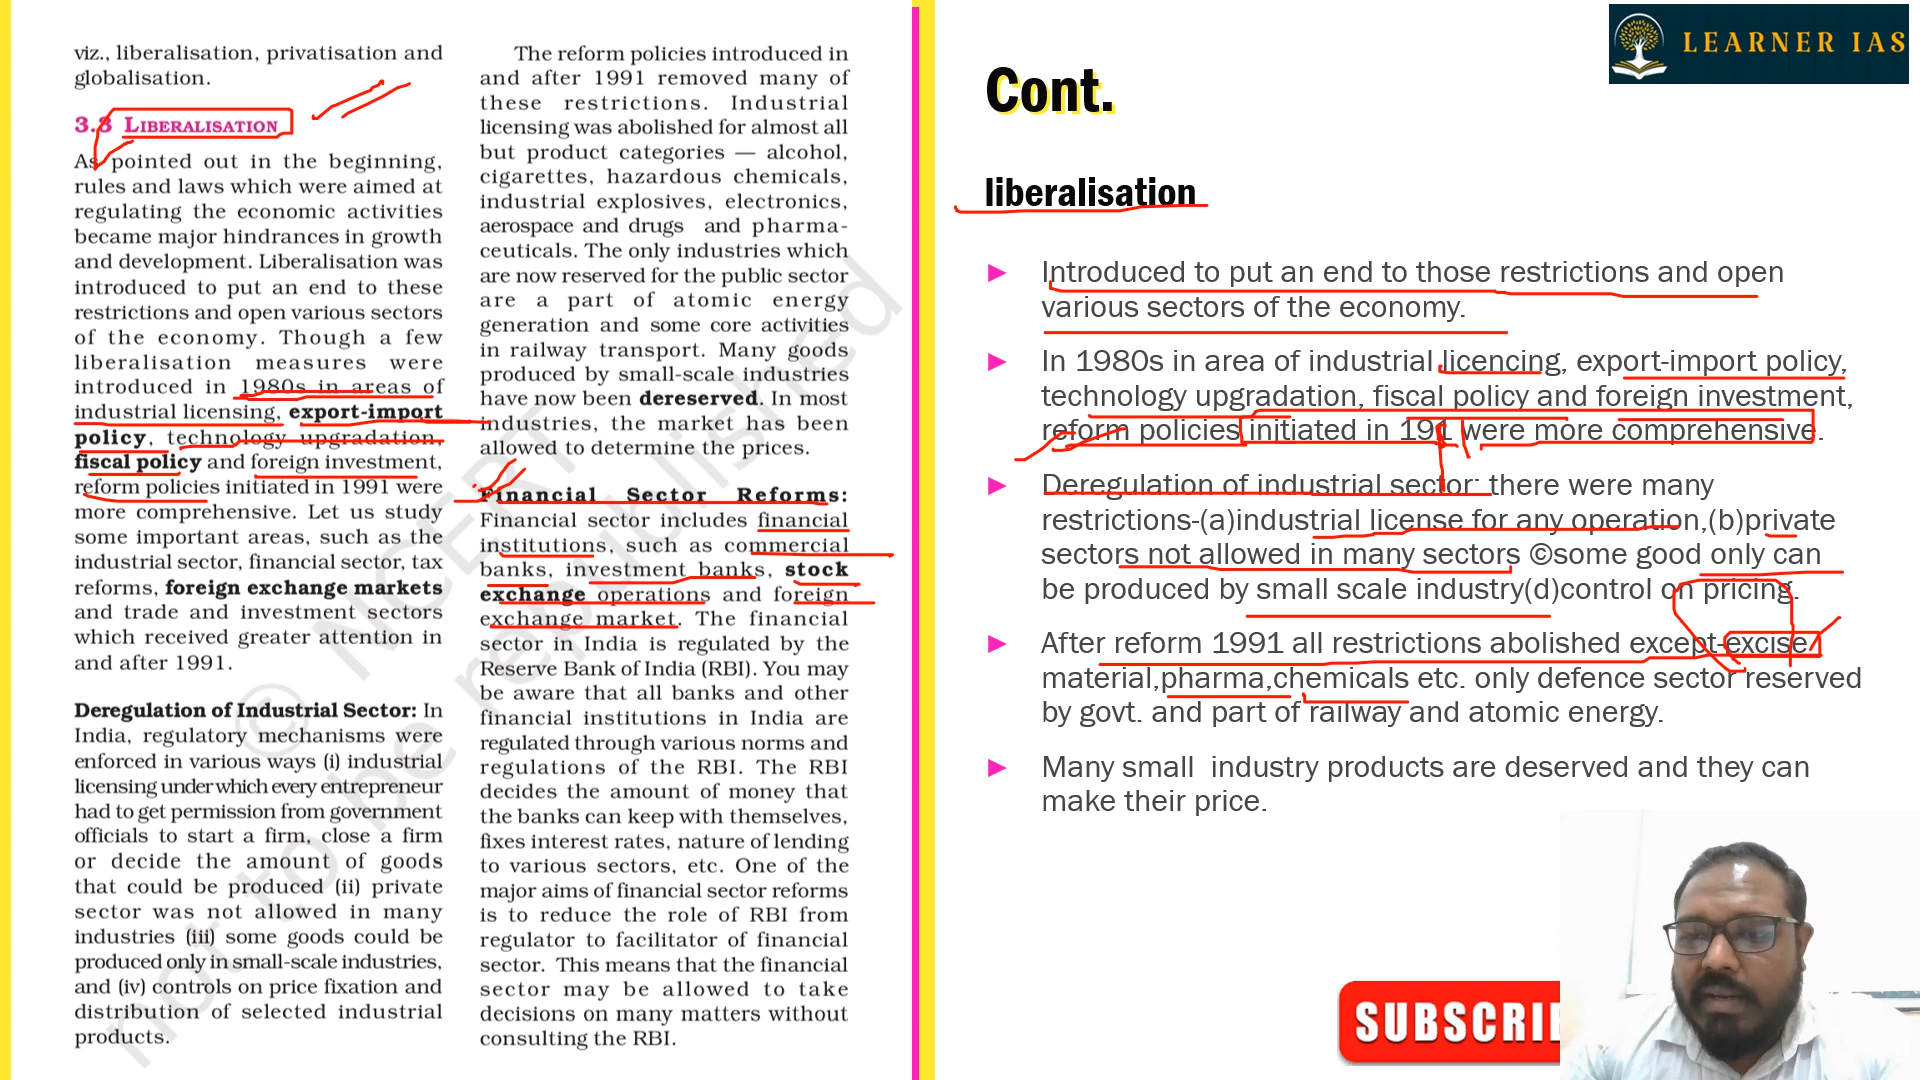 viz., liberalisation, privatisation and
globalisation.
3.3 LIBERALISATION
As pointed out in the beginning,
rules and laws which were aimed at
regulating the economic activities
became major hindrances in growth
and development. Liberalisation was
introduced to put an end to these
restrictions and open various sectors
of the economy. Though a few
liberalisation measures were
introduced in 1980s in areas of
industrial licensing, export-import
policy, technology upgradation,
fiscal policy and foreign investment,
reform policies initiated in 1991 were
more comprehensive. Let us study
some important areas, such as the
industrial sector, financial sector, tax
reforms, foreign exchange markets
and trade and investment sectors
which received greater attention in
and after 1991.
Deregulation of Industrial Sector: In
India, regulatory mechanisms were
enforced in various ways (i) industrial
licensing under which every entrepreneur
had to get permission from government
officials to start a firm, close a firm
or decide the amount of goods
that could be produced (ii) private
sector was not allowed in many
industries (iii) some goods could be
produced only in small-scale industries,
and (iv) controls on price fixation and
distribution of selected industrial
products.
The reform policies introduced in
and after 1991 removed many of
these restrictions. Industrial
licensing was abolished for almost all
but product categories — alcohol,
cigarettes, hazardous chemicals,
industrial explosives, electronics,
aerospace and drugs and pharma-
ceuticals. The only industries which
are now reserved for the public sector
are a part of atomic energy
generation and some core activities
in railway transport. Many goods
produced by small-scale industries
have now been dereserved. In most
industries, the market has been
allowed to determine the prices.
Financial Sector Reforms:
Financial sector includes financial
institutions, such as commercial
banks, investment banks, stock
exchange operations and foreign
exchange market. The financial
sector in India is regulated by the
Reserve Bank of India (RBI). You may
be aware that all banks and other
financial institutions in India are
regulated through various norms and
regulations of the RBI. The RBI
decides the amount of money that
the banks can keep with themselves,
fixes interest rates, nature of lending
to various sectors, etc. One of the
major aims of financial sector reforms
is to reduce the role of RBI from
regulator to facilitator of financial
sector. This means that the financial
sector may be allowed to take
decisions on many matters without
consulting the RBI.
© NCERT
not to be republished
LEARNER IAS
Cont.
liberalisation
Introduced to put an end to those restrictions and open
various sectors of the economy.
In 1980s in area of industrial licencing, export-import policy,
technology upgradation, fiscal policy and foreign investment,
reform policies initiated in 191 were more comprehensive.
Deregulation of industrial sector: there were many
restrictions-(a)industrial license for any operation,(b)private
sectors not allowed in many sectors ©some good only can
be produced by small scale industry(d)control on pricing.
After reform 1991 all restrictions abolished except-excise
material,pharma,chemicals etc. only defence sector reserved
by govt. and part of railway and atomic energy.
Many small industry products are deserved and they can
make their price.
SUBSCRI